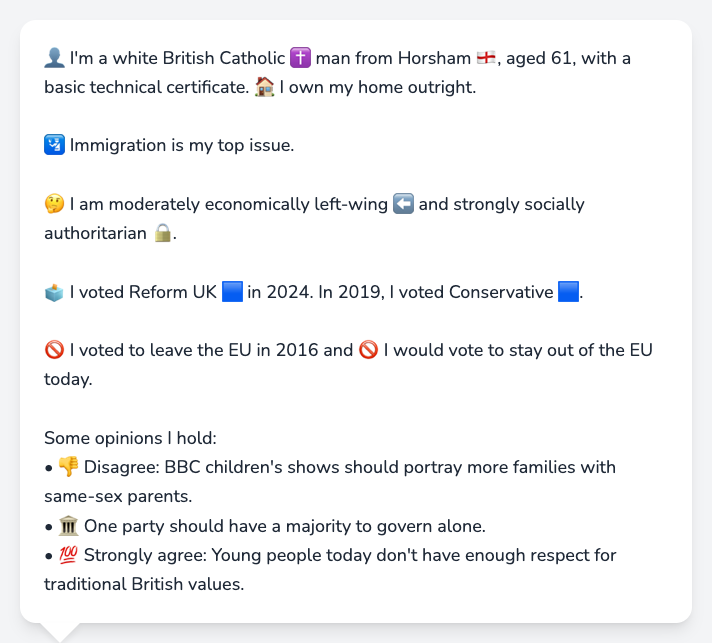 👤 I'm a white British Catholic ✝️ man from Horsham 🏴󠁧󠁢󠁥󠁮󠁧󠁿, aged 61, with a
basic technical certificate. 🏠 I own my home outright.
🛂 Immigration is my top issue.
🤔 I am moderately economically left-wing ⬅️ and strongly socially
authoritarian 🔒.
🗳️ I voted Reform UK 🟦 in 2024. In 2019, I voted Conservative 🟦.
🚫 I voted to leave the EU in 2016 and 🚫 I would vote to stay out of the EU
today.
Some opinions I hold:
• 👎 Disagree: BBC children's shows should portray more families with
same-sex parents.
• 🏛️ One party should have a majority to govern alone.
• 💯 Strongly agree: Young people today don't have enough respect for
traditional British values.